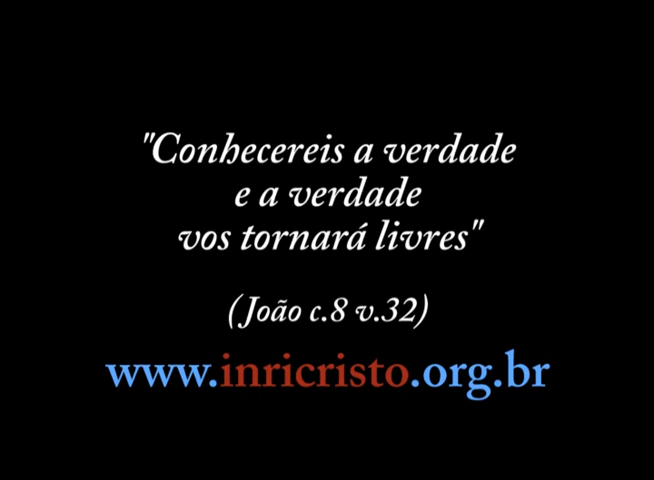 "Conhecereis a verdade
e a verdade
vos tornará livres"
(João c.8 v.32)
www.inricristo.org.br